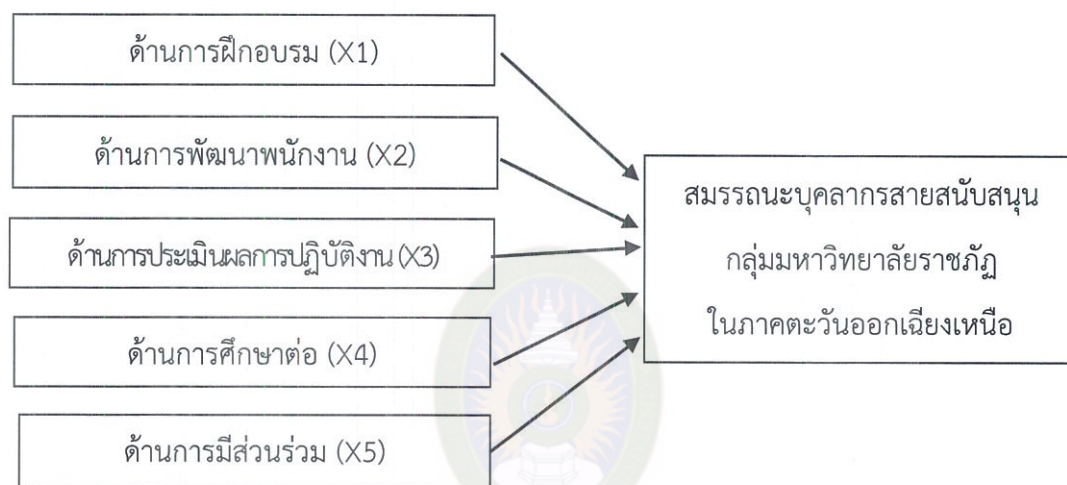 ด้านการฝึกอบรม (X1)
ด้านการพัฒนาพนักงาน (X2)
ด้านการประเมินผลการปฏิบัติงาน (X3)
ด้านการศึกษาต่อ (X4)
ด้านการมีส่วนร่วม (X5)
สมรรถนะบุคลากรสายสนับสนุน
กลุ่มมหาวิทยาลัยราชภัฏ
ในภาคตะวันออกเฉียงเหนือ